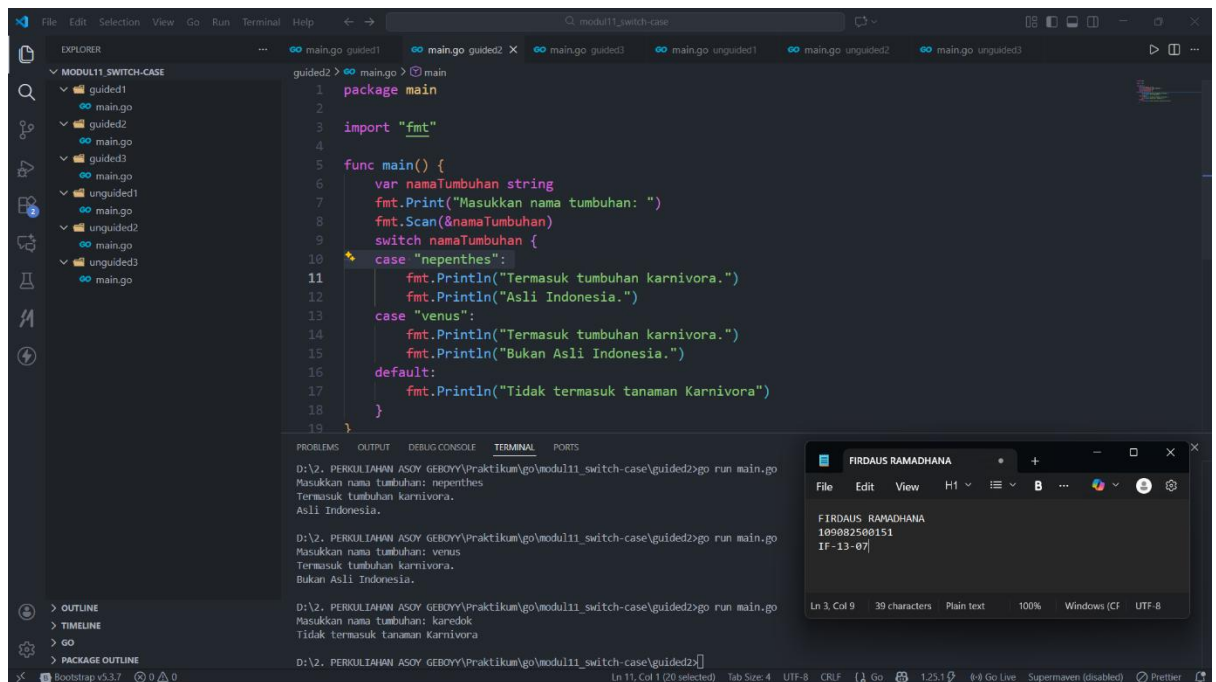 File Edit Selection View Go Run Terminal Help
modul11_switch-case
EXPLORER
main.go guided1
main.go guided2
main.go guided3
main.go unguided1
main.go unguided2
main.go unguided3
MODUL11_SWITCH-CASE
guided1
main.go
guided2
main.go
guided3
main.go
unguided1
main.go
unguided2
main.go
unguided3
main.go
OUTLINE
TIMELINE
GO
PACKAGE OUTLINE
guided2 > main.go > main
1 package main
2
3 import "fmt"
4
5 func main() {
6 var namaTumbuhan string
7 fmt.Print("Masukkan nama tumbuhan: ")
8 fmt.Scan(&namaTumbuhan)
9 switch namaTumbuhan {
10 case "nepenthes":
11 fmt.Println("Termasuk tumbuhan karnivora.")
12 fmt.Println("Asli Indonesia.")
13 case "venus":
14 fmt.Println("Termasuk tumbuhan karnivora.")
15 fmt.Println("Bukan Asli Indonesia.")
16 default:
17 fmt.Println("Tidak termasuk tanaman Karnivora")
18 }
19 }
PROBLEMS OUTPUT DEBUG CONSOLE TERMINAL PORTS
D:\2. PERKULIAHAN ASOY GEBOYY\Praktikum\go\modul11_switch-case\guided2>go run main.go
Masukkan nama tumbuhan: nepenthes
Termasuk tumbuhan karnivora.
Asli Indonesia.
D:\2. PERKULIAHAN ASOY GEBOYY\Praktikum\go\modul11_switch-case\guided2>go run main.go
Masukkan nama tumbuhan: venus
Termasuk tumbuhan karnivora.
Bukan Asli Indonesia.
D:\2. PERKULIAHAN ASOY GEBOYY\Praktikum\go\modul11_switch-case\guided2>go run main.go
Masukkan nama tumbuhan: karedok
Tidak termasuk tanaman Karnivora
D:\2. PERKULIAHAN ASOY GEBOYY\Praktikum\go\modul11_switch-case\guided2>
FIRDAUS RAMADHANA
File Edit View H1 B
FIRDAUS RAMADHANA
109082500151
IF-13-07
Ln 3, Col 9 39 characters Plain text 100% Windows (CF UTF-8
Bootstrap v5.3.7 0 0 Ln 11, Col 1 (20 selected) Tab Size: 4 UTF-8 CRLF Go 1.25.1 Go Live Supermaven (disabled) Prettier